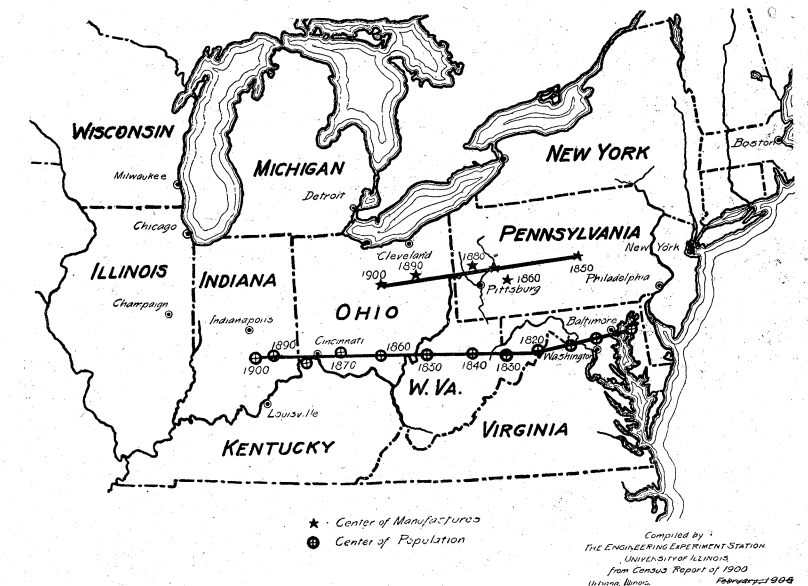 WISCONSIN
Milwaukee
MICHIGAN
Detroit
NEW YORK
Boston
Chicago
ILLINOIS
Champaign
INDIANA
Indianapolis
OHIO
Cleveland
1900
1890
1880
1860
1850
Pittsburg
PENNSYLVANIA
New York
Philadelphia
Baltimore
Washington
1900
1890
Cincinnati
1870
1860
1850
1840
1830
1820
W. VA.
VIRGINIA
Louisville
KENTUCKY
Center of Manufactures
Center of Population
Compiled by
THE ENGINEERING EXPERIMENT STATION
UNIVERSITY OF ILLINOIS
from Census Report of 1900
Urbana, Illinois. February, 1906